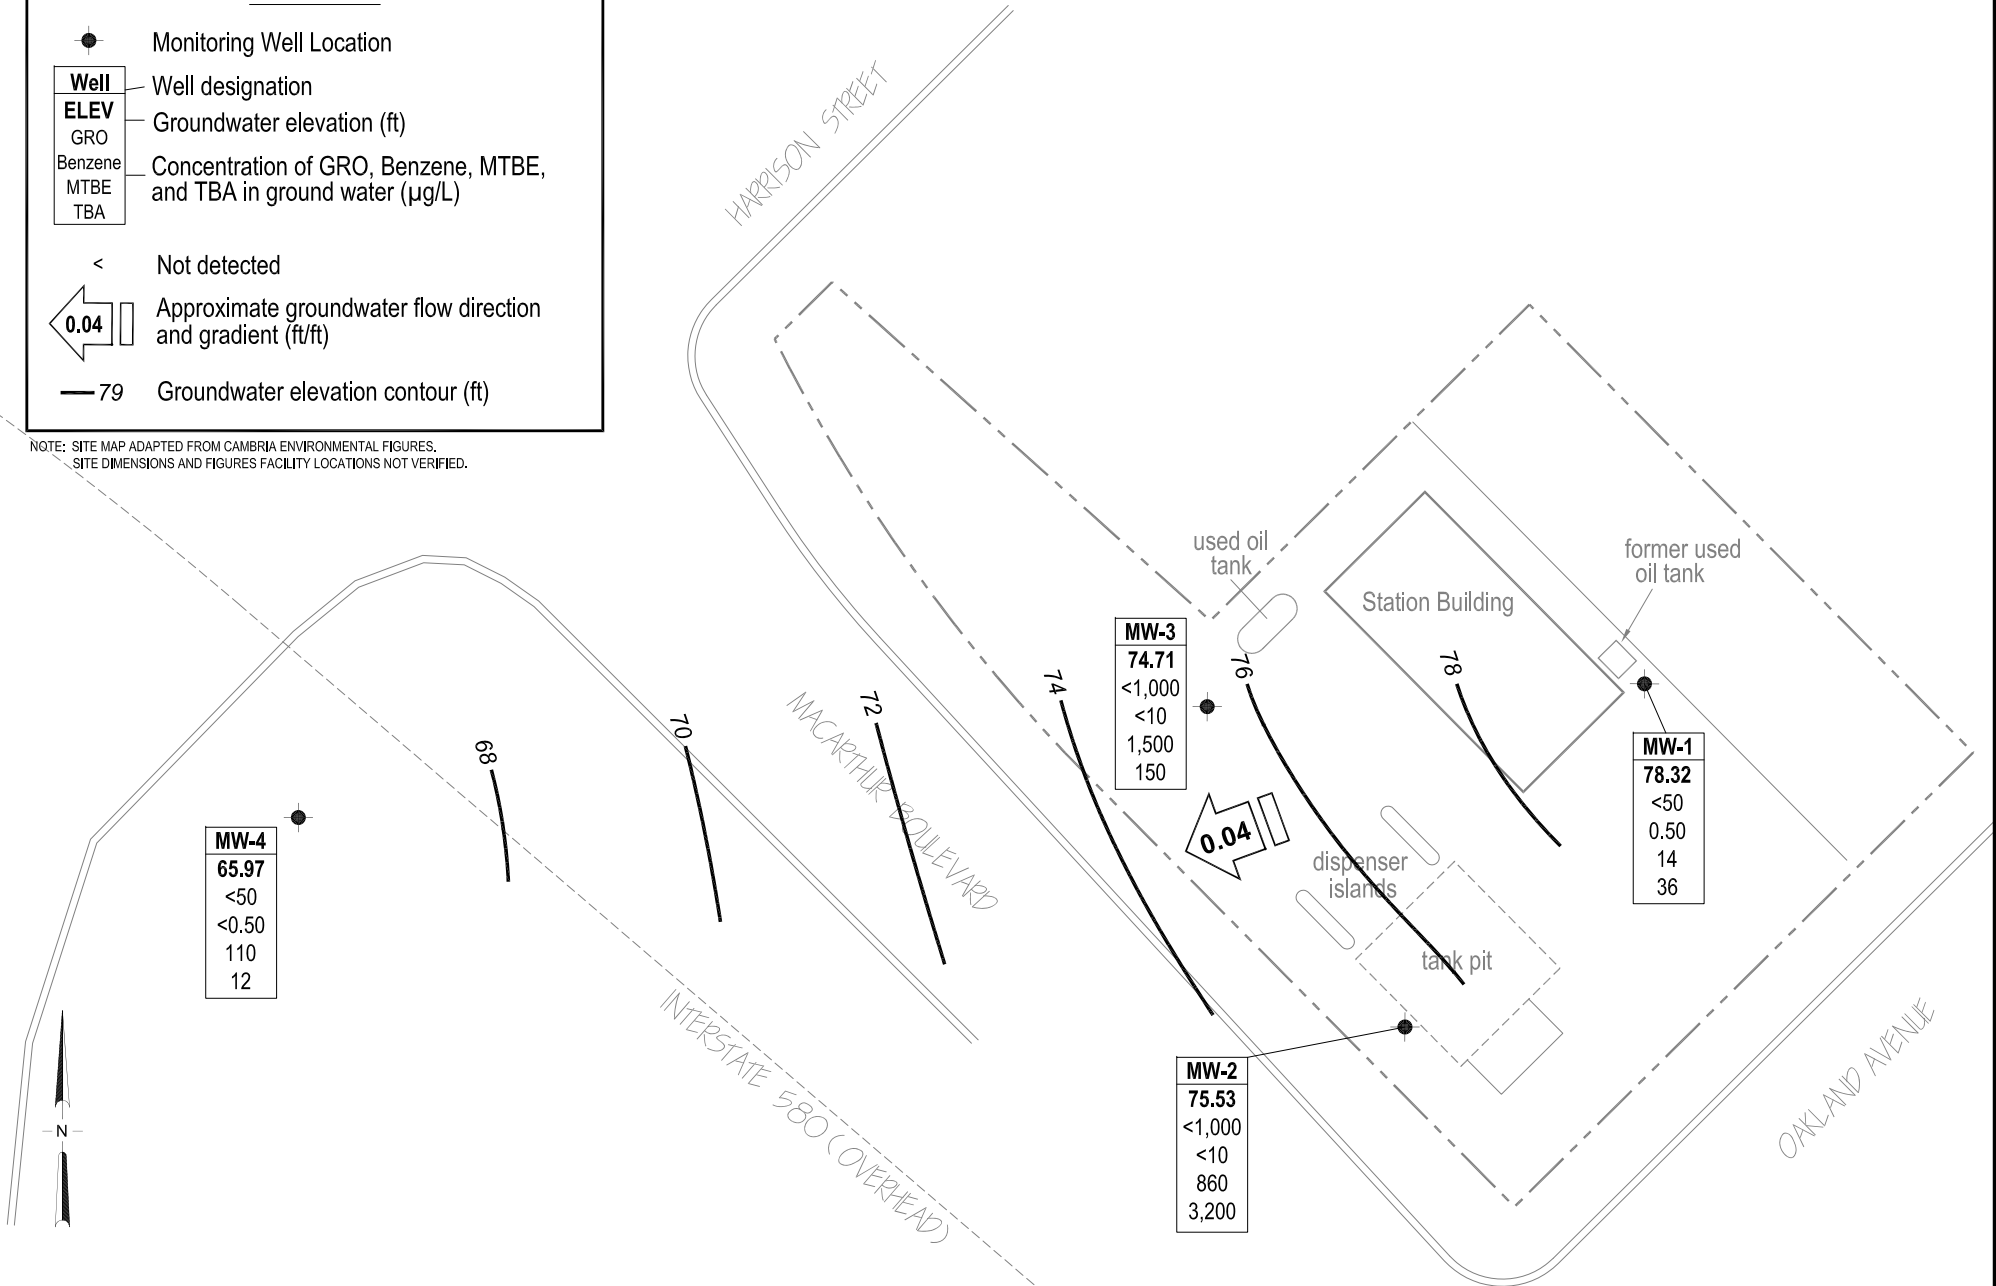 Monitoring Well Location
Well
Well designation
ELEV
Groundwater elevation (ft)
GRO
Benzene
MTBE
TBA
Concentration of GRO, Benzene, MTBE,
and TBA in ground water (µg/L)
<
Not detected
0.04
Approximate groundwater flow direction
and gradient (ft/ft)
79
Groundwater elevation contour (ft)
NOTE: SITE MAP ADAPTED FROM CAMBRIA ENVIRONMENTAL FIGURES.
SITE DIMENSIONS AND FIGURES FACILITY LOCATIONS NOT VERIFIED.
HARRISON STREET
used oil
tank
Station Building
former used
oil tank
MW-3
74.71
<1,000
<10
1,500
150
68
70
72
74
76
78
MACARTHUR BOULEVARD
MW-1
78.32
<50
0.50
14
36
0.04
dispenser
islands
tank pit
MW-4
65.97
<50
<0.50
110
12
INTERSTATE 580 (OVERHEAD)
MW-2
75.53
<1,000
<10
860
3,200
OAKLAND AVENUE
N